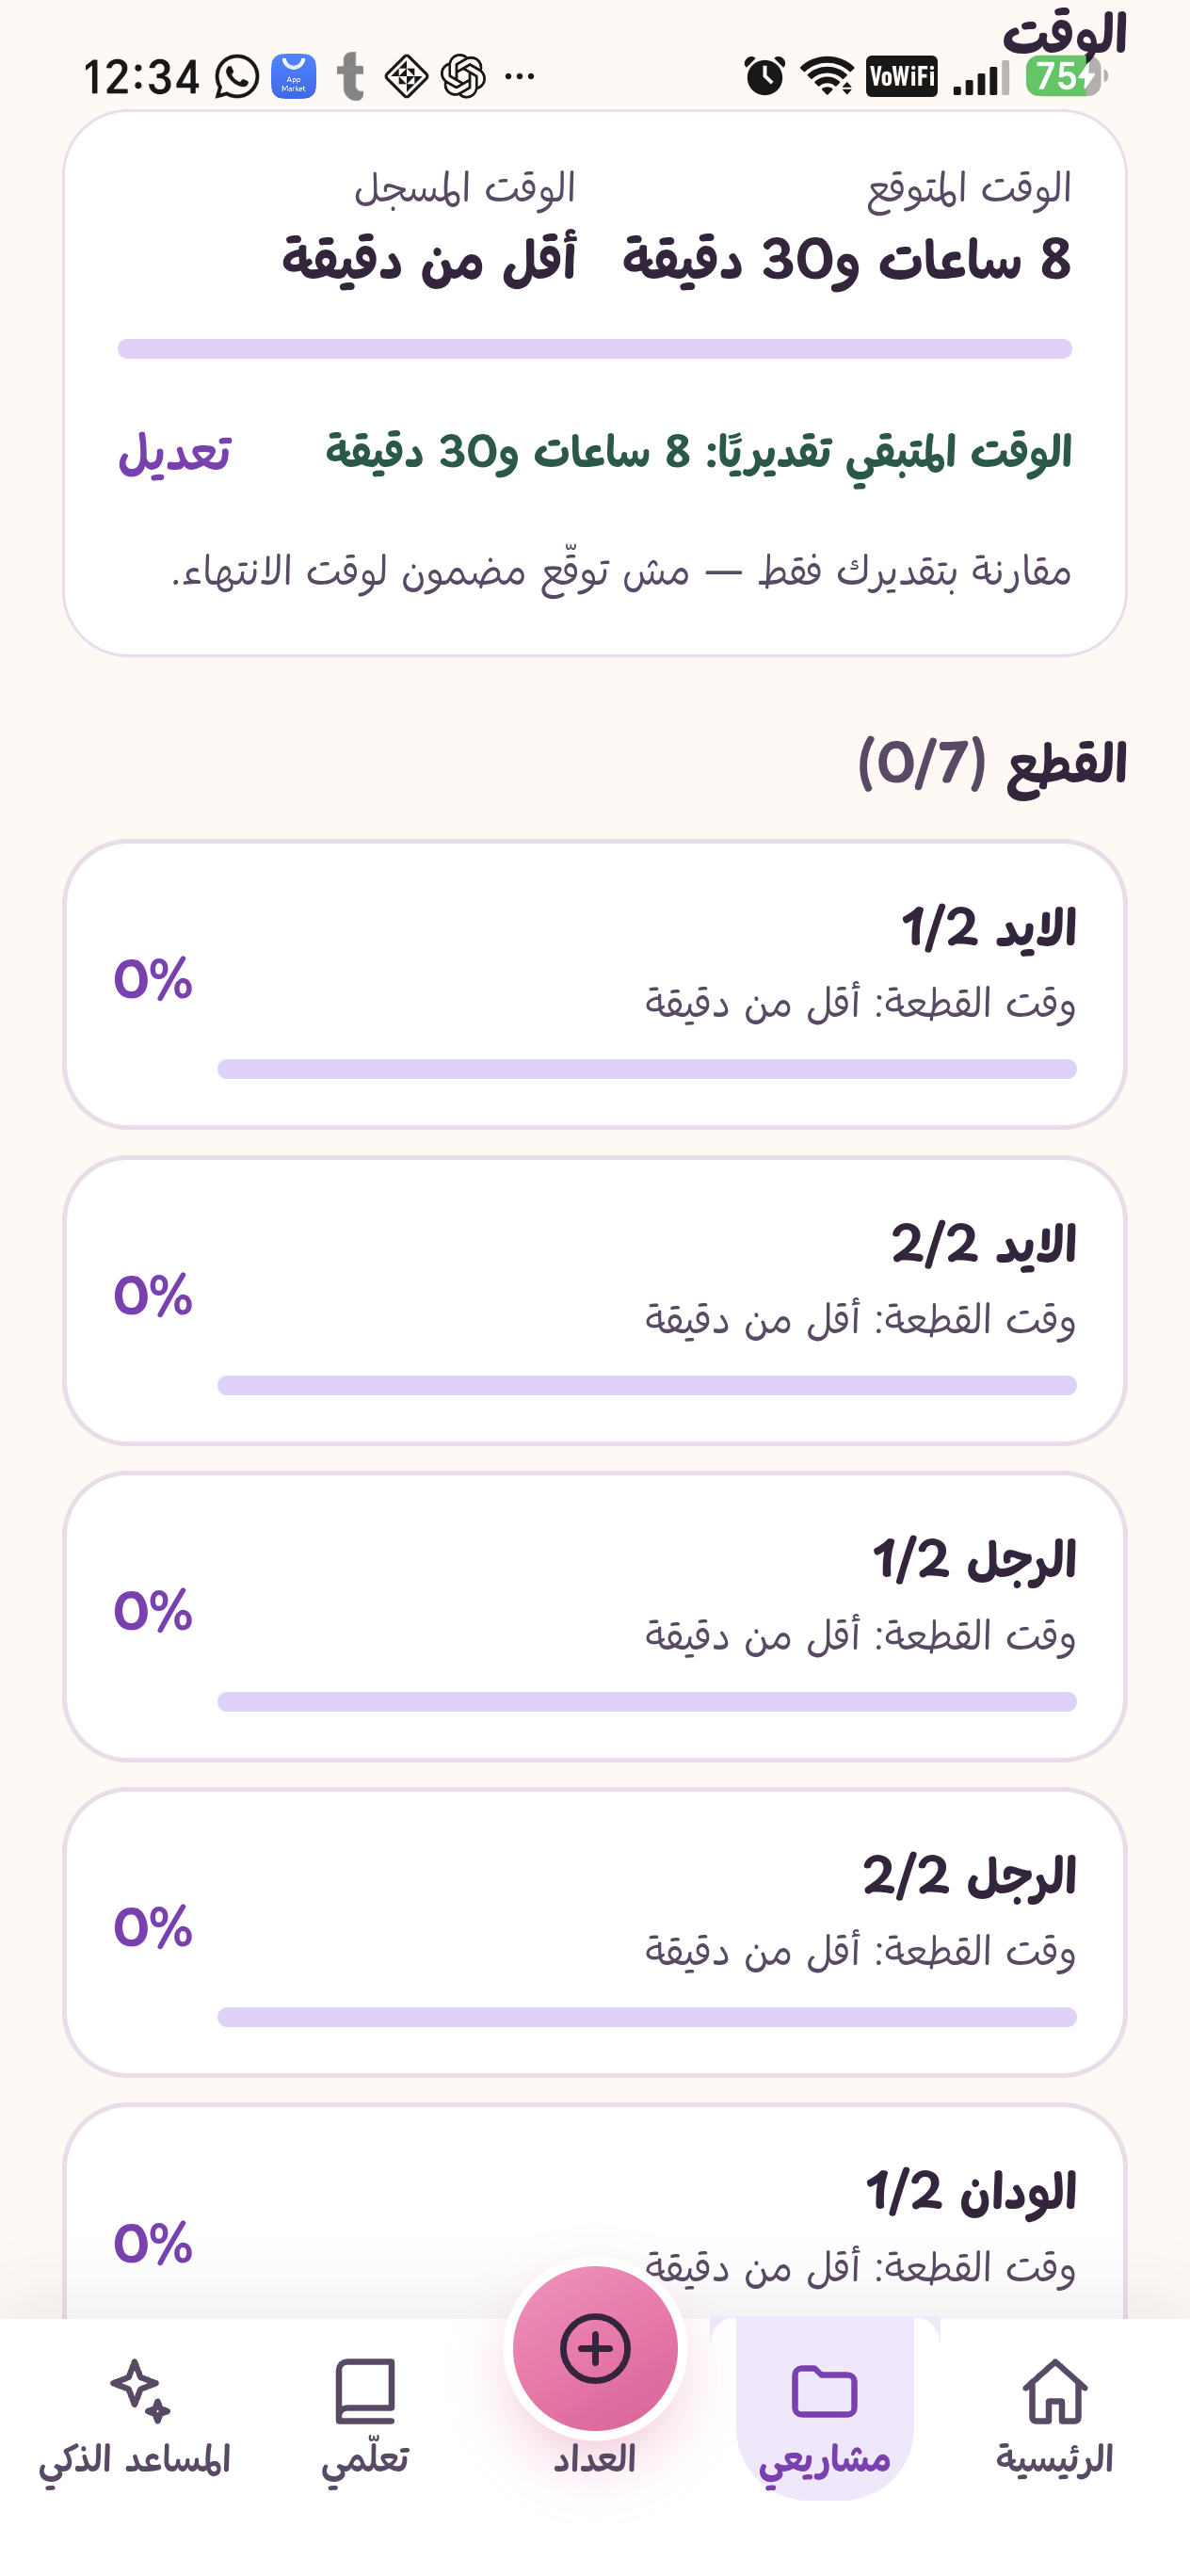 الوقت
12:34
App Market
VoWiFi
75
الوقت المتوقع
8 ساعات و30 دقيقة
الوقت المسجل
أقل من دقيقة
الوقت المتبقي تقديريًا: 8 ساعات و30 دقيقة
تعديل
مقارنة بتقديرك فقط — مش توقّع مضمون لوقت الانتهاء.
القطع (0/7)
الايد 1/2
وقت القطعة: أقل من دقيقة
0%
الايد 2/2
وقت القطعة: أقل من دقيقة
0%
الرجل 1/2
وقت القطعة: أقل من دقيقة
0%
الرجل 2/2
وقت القطعة: أقل من دقيقة
0%
الودان 1/2
وقت القطعة: أقل من دقيقة
0%
الرئيسية
مشاريعي
العداد
تعلّمي
المساعد الذكي